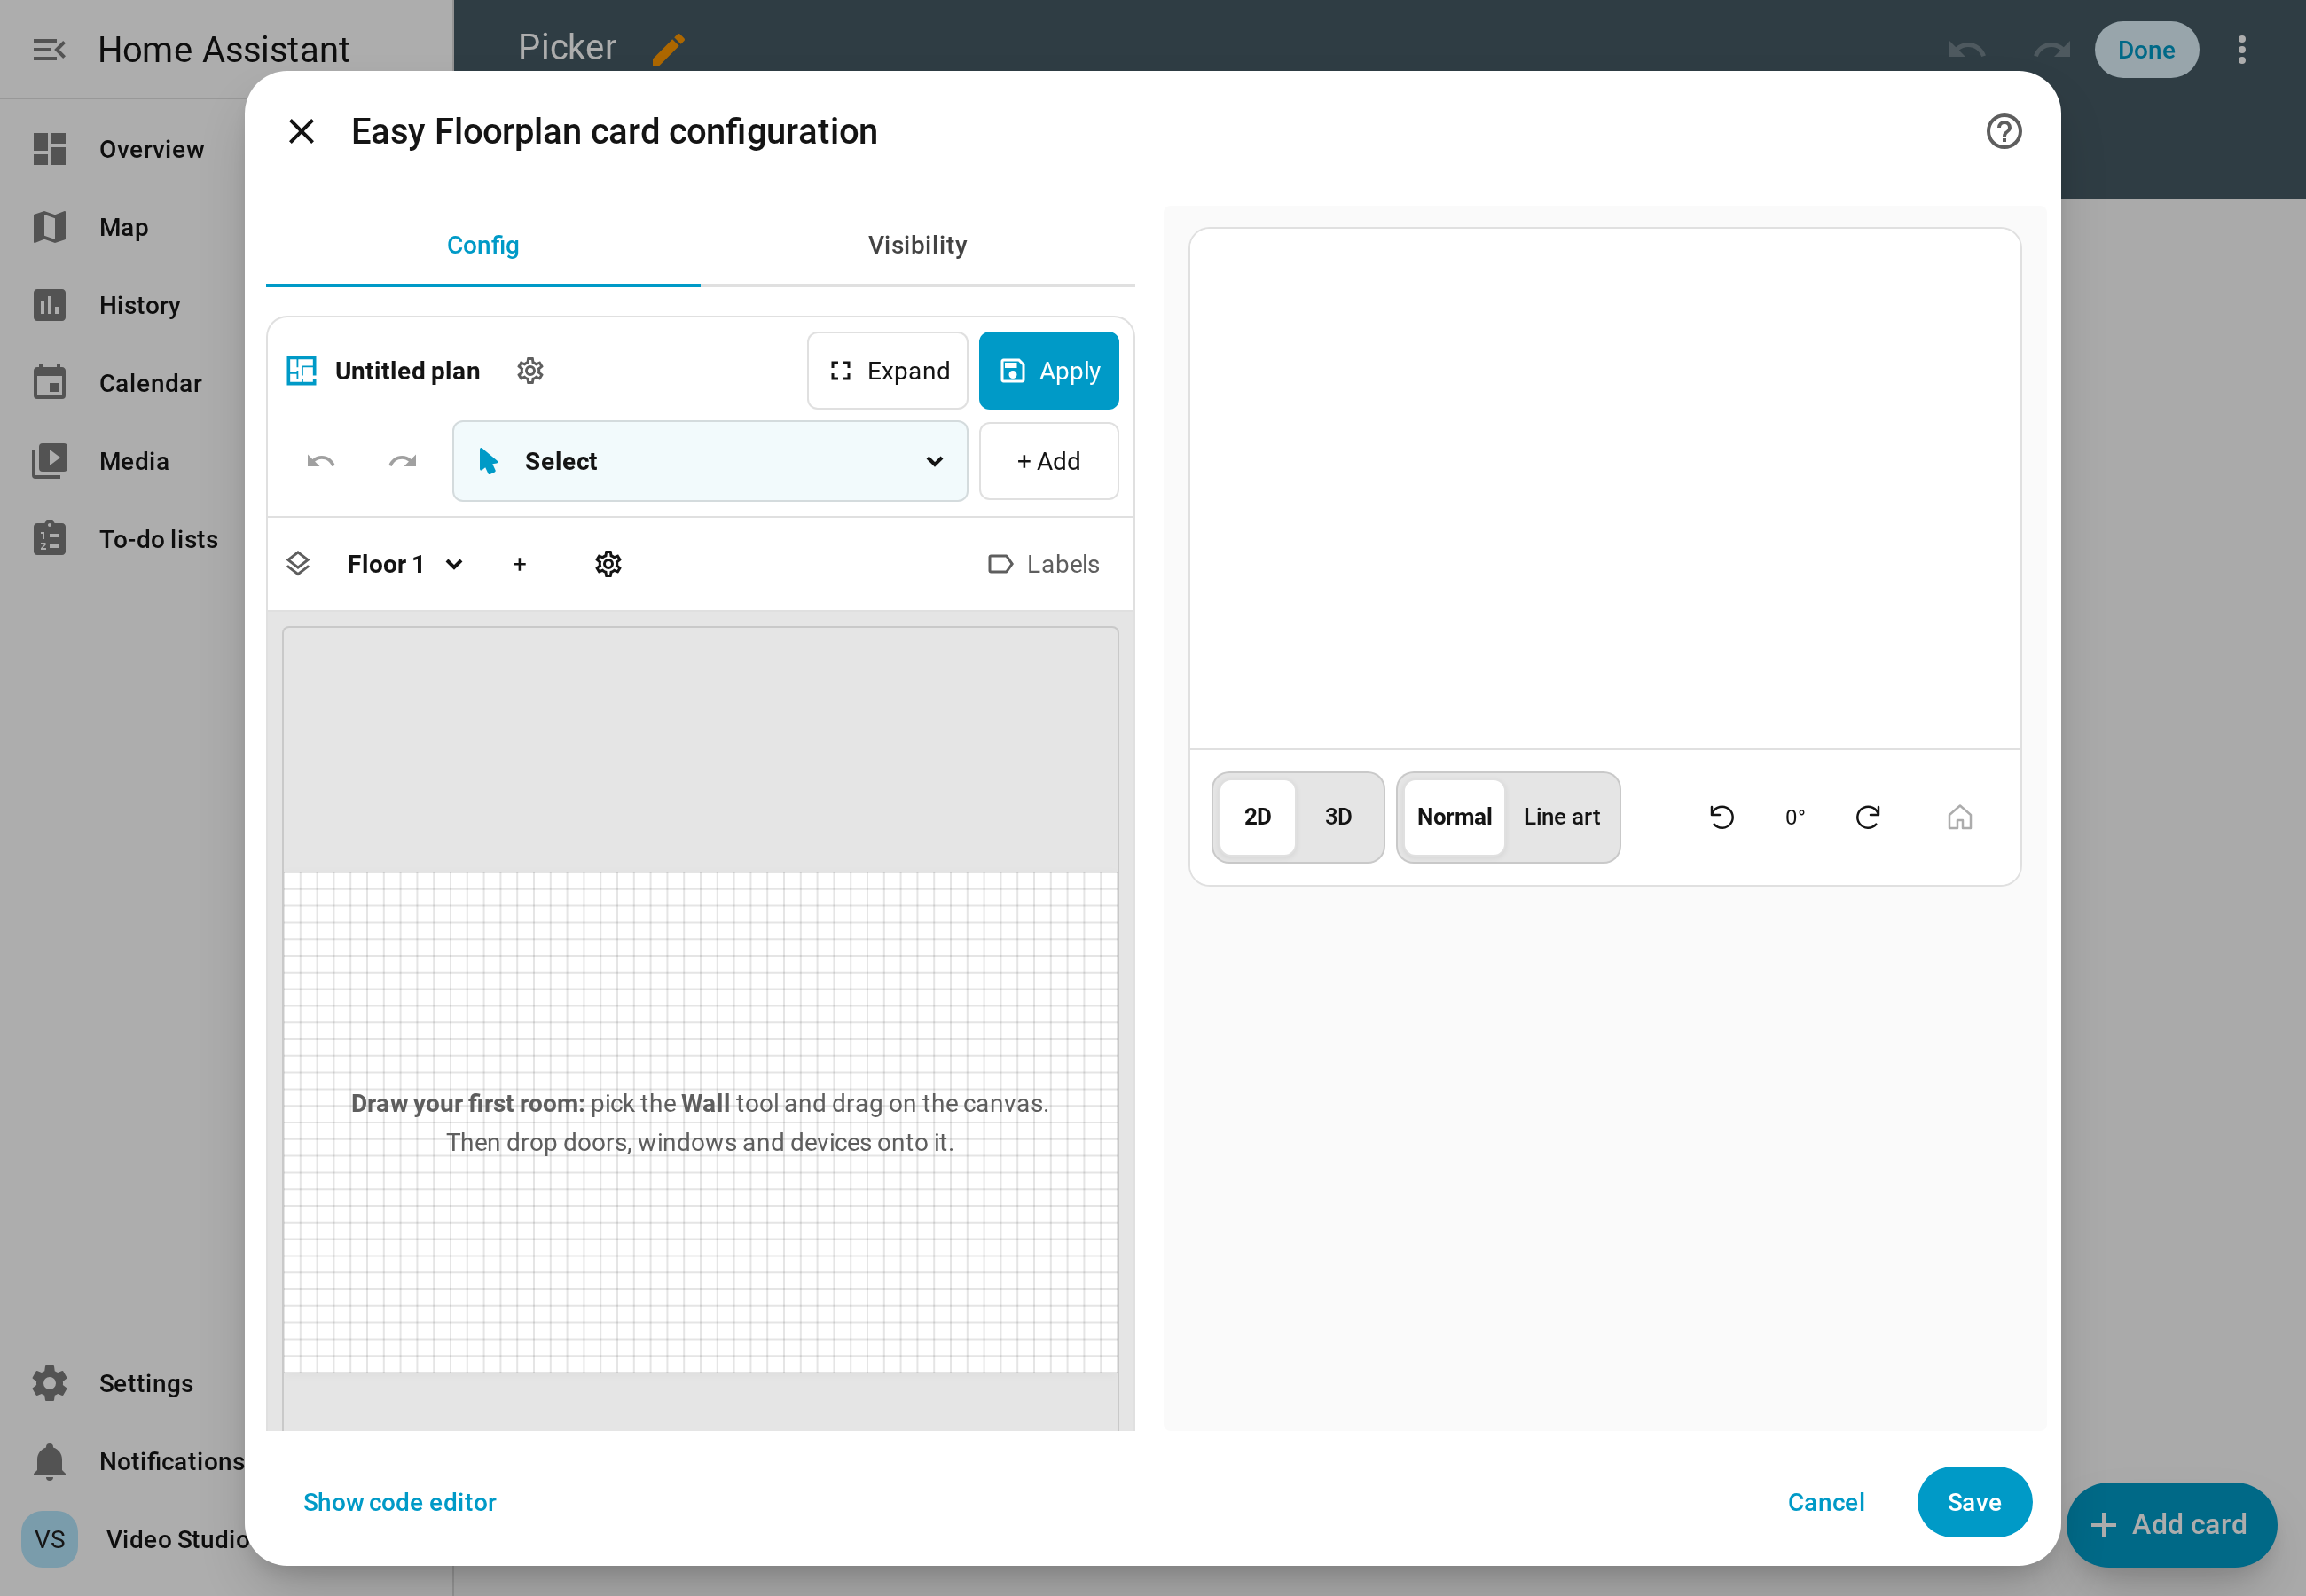 Home Assistant
Picker
Done
Easy Floorplan card configuration
Overview
Map
History
Calendar
Media
To-do lists
Config
Visibility
Untitled plan
Expand
Apply
Select
+ Add
Floor 1
+
Labels
Draw your first room: pick the Wall tool and drag on the canvas.
Then drop doors, windows and devices onto it.
2D
3D
Normal
Line art
0°
Settings
Notifications
VS
Video Studio
Show code editor
Cancel
Save
Add card